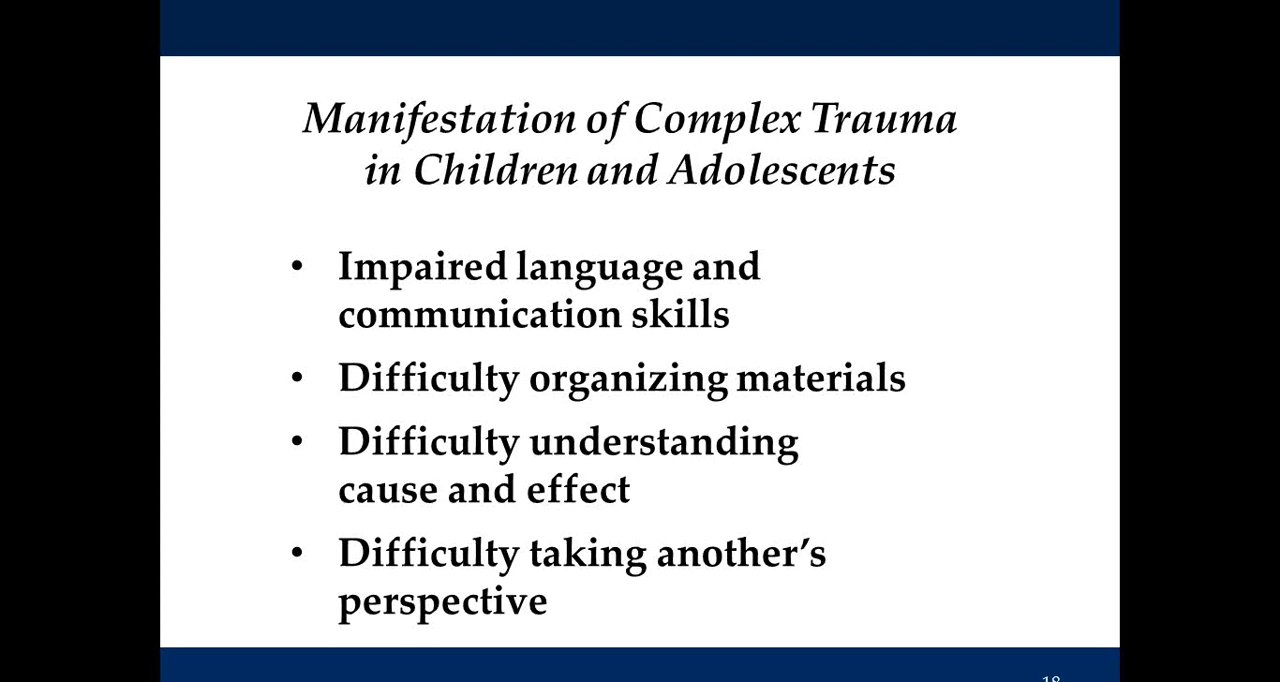 Manifestation of Complex Trauma
in Children and Adolescents
• Impaired language and
communication skills
• Difficulty organizing materials
• Difficulty understanding
cause and effect
• Difficulty taking another’s
perspective
18